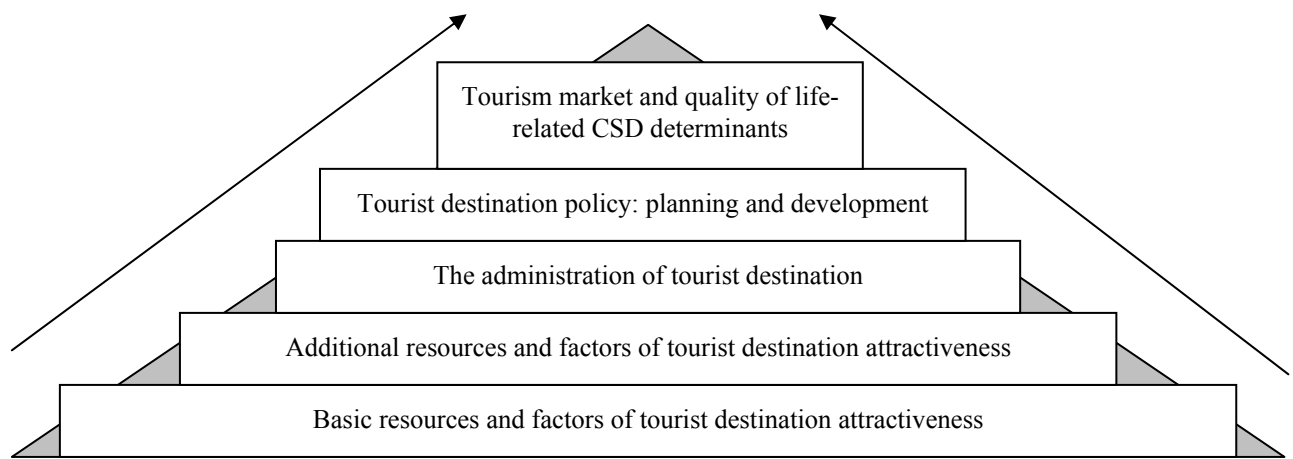 Tourism market and quality of life-
related CSD determinants
Tourist destination policy: planning and development
The administration of tourist destination
Additional resources and factors of tourist destination attractiveness
Basic resources and factors of tourist destination attractiveness